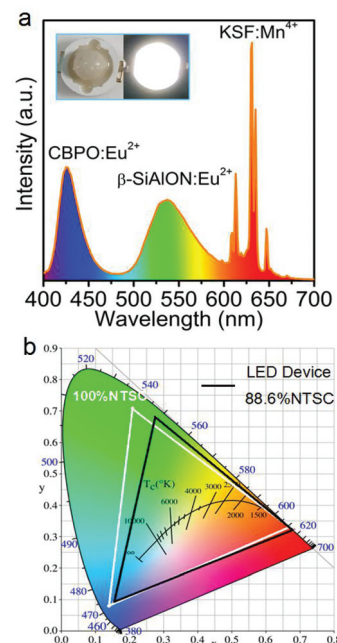 a
KSF:Mn⁴⁺
CBPO:Eu²⁺
β-SiAlON:Eu²⁺
Intensity (a.u.)
400 450 500 550 600 650 700
Wavelength (nm)
b
0.9
0.8
0.7
0.6
0.5
y
0.4
0.3
0.2
0.1
0.0
520
540
560
580
600
620
700
500
490
480
470
460
380
100%NTSC
LED Device
88.6%NTSC
Tc(°K)
∞
10000
6000
4000
3000
2000
1500
0.0 0.1 0.2 0.3 0.4 0.5 0.6 0.7 0.8